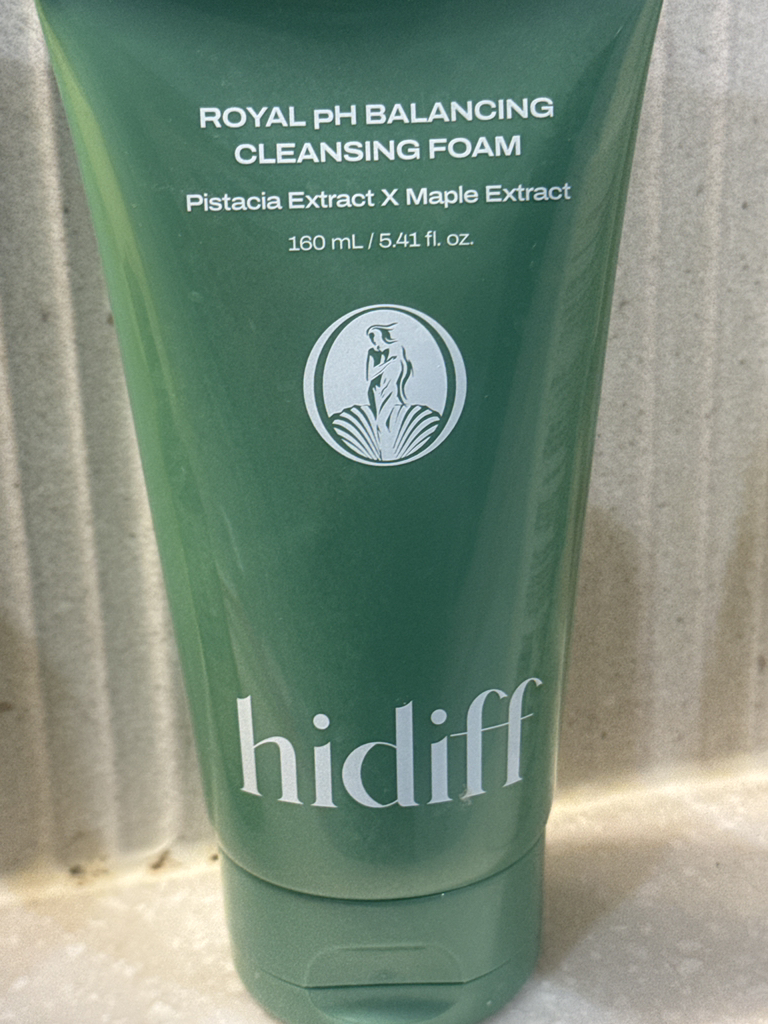 ROYAL pH BALANCING
CLEANSING FOAM
Pistacia Extract X Maple Extract
160 mL / 5.41 fl. oz.
hidiff